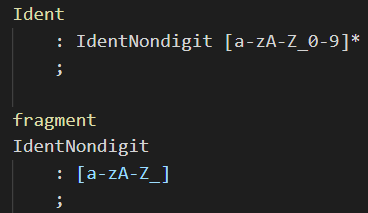 Ident
    : IdentNondigit [a-zA-Z_0-9]*
    ;
fragment
IdentNondigit
    : [a-zA-Z_]
    ;